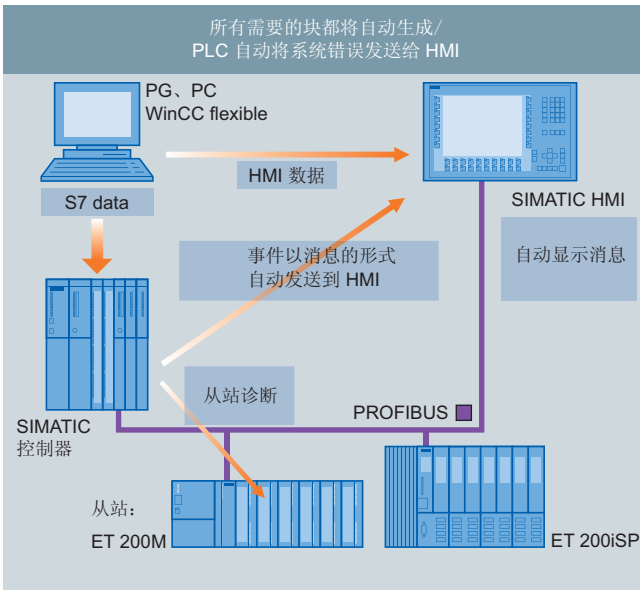 所有需要的块都将自动生成/
PLC 自动将系统错误发送给 HMI
PG、PC
WinCC flexible
HMI 数据
S7 data
SIMATIC HMI
事件以消息的形式
自动发送到 HMI
自动显示消息
从站诊断
PROFIBUS
SIMATIC
控制器
从站:
ET 200M
ET 200iSP